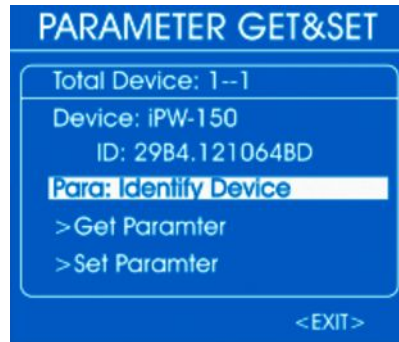 PARAMETER GET&SET
Total Device: 1--1
Device: iPW-150
ID: 29B4.121064BD
Para: Identify Device
>Get Paramter
>Set Paramter
<EXIT>